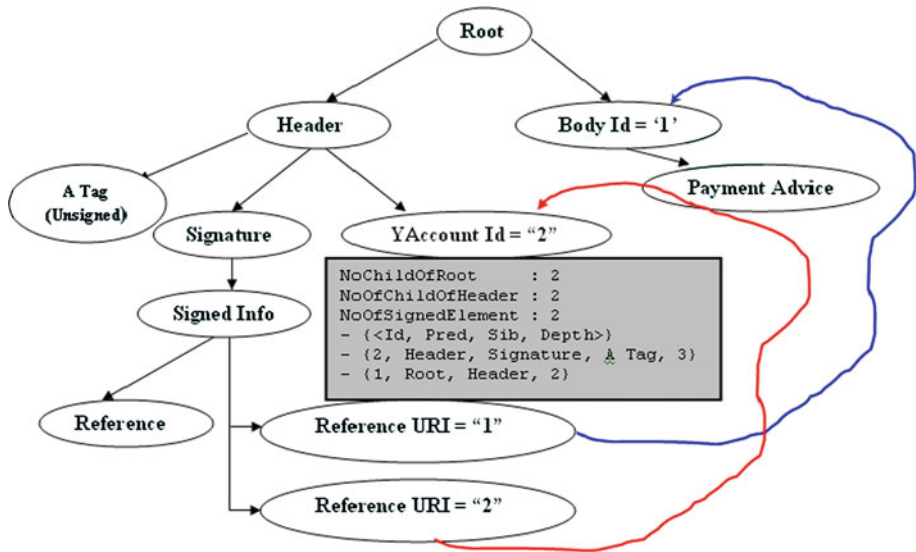 Root
Header
Body Id = ‘1’
A Tag
(Unsigned)
Payment Advice
Signature
YAccount Id = “2”
NoChildOfRoot : 2
NoOfChildOfHeader : 2
NoOfSignedElement : 2
- {<Id, Pred, Sib, Depth>}
- {2, Header, Signature, A Tag, 3}
- {1, Root, Header, 2}
Signed Info
Reference
Reference URI = “1”
Reference URI = “2”